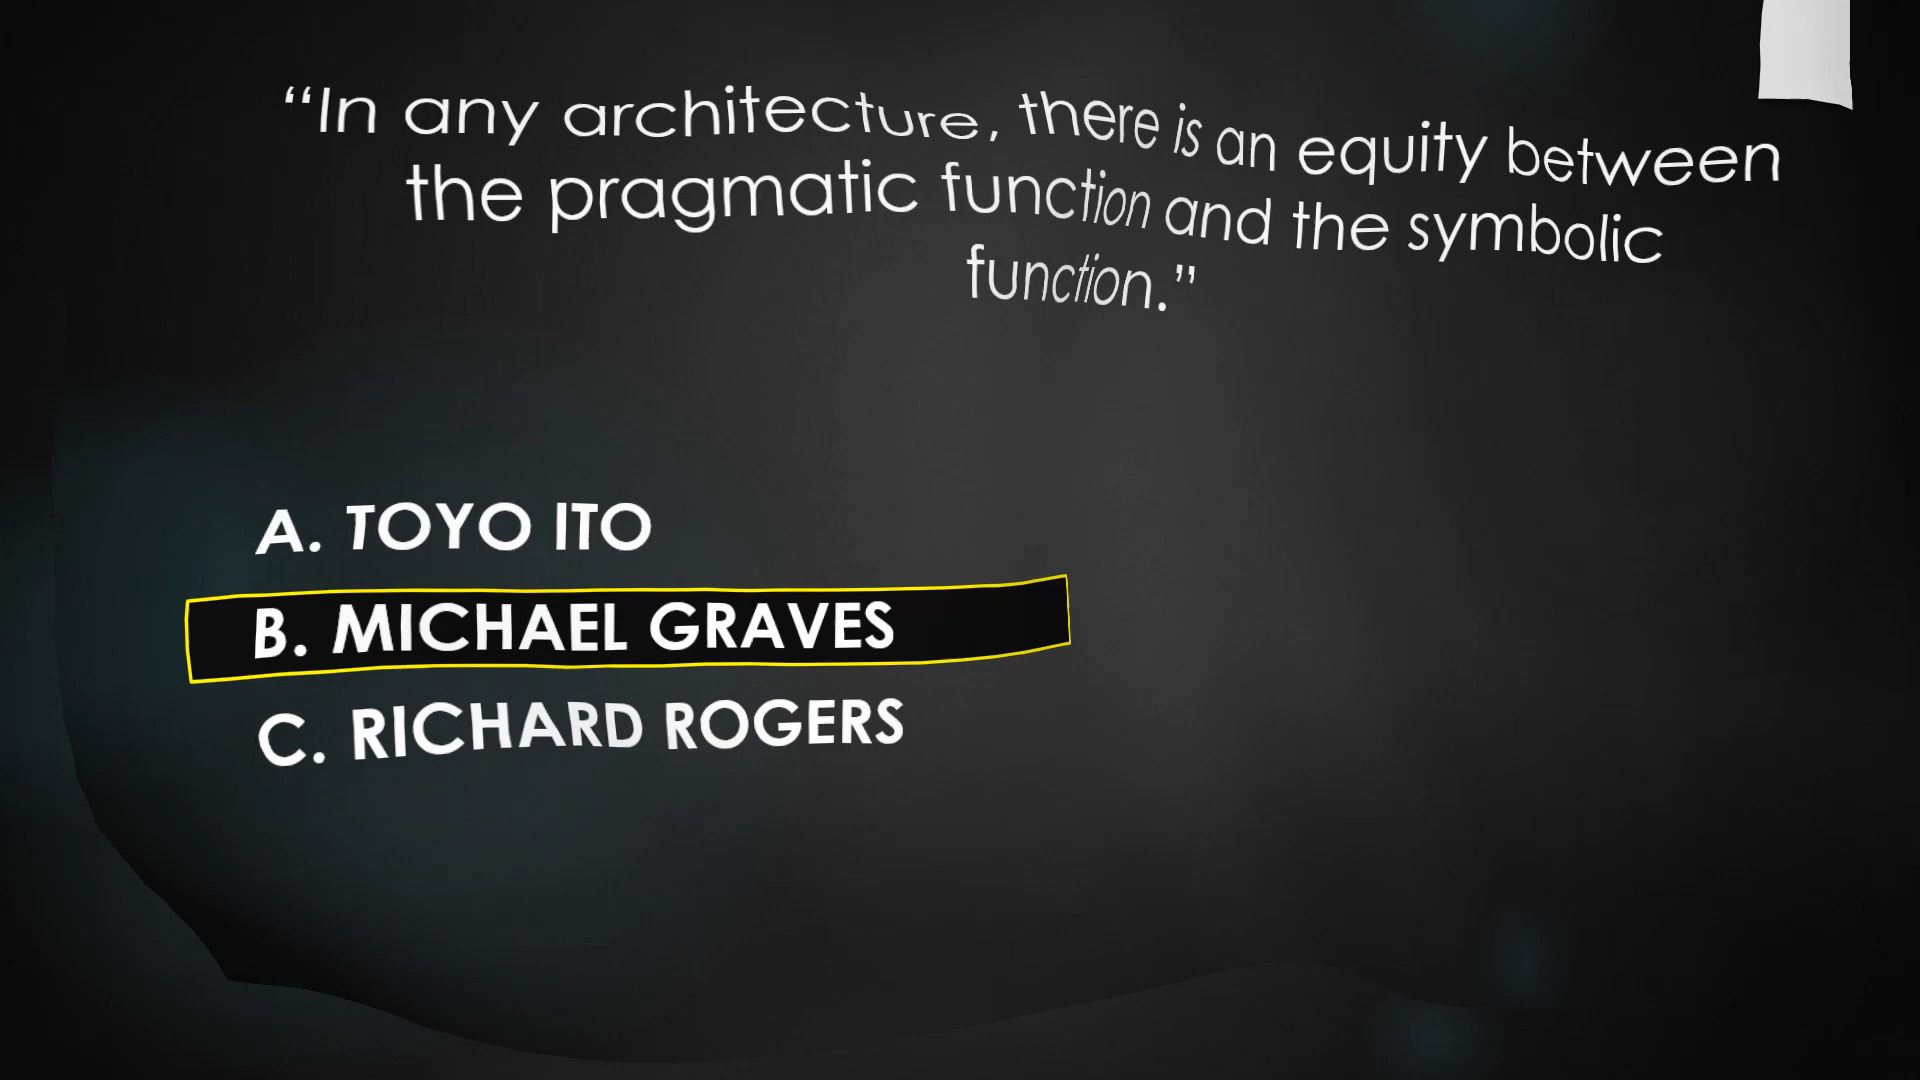 “In any architecture, there is an equity between
the pragmatic function and the symbolic
function.”
A. TOYO ITO
B. MICHAEL GRAVES
C. RICHARD ROGERS